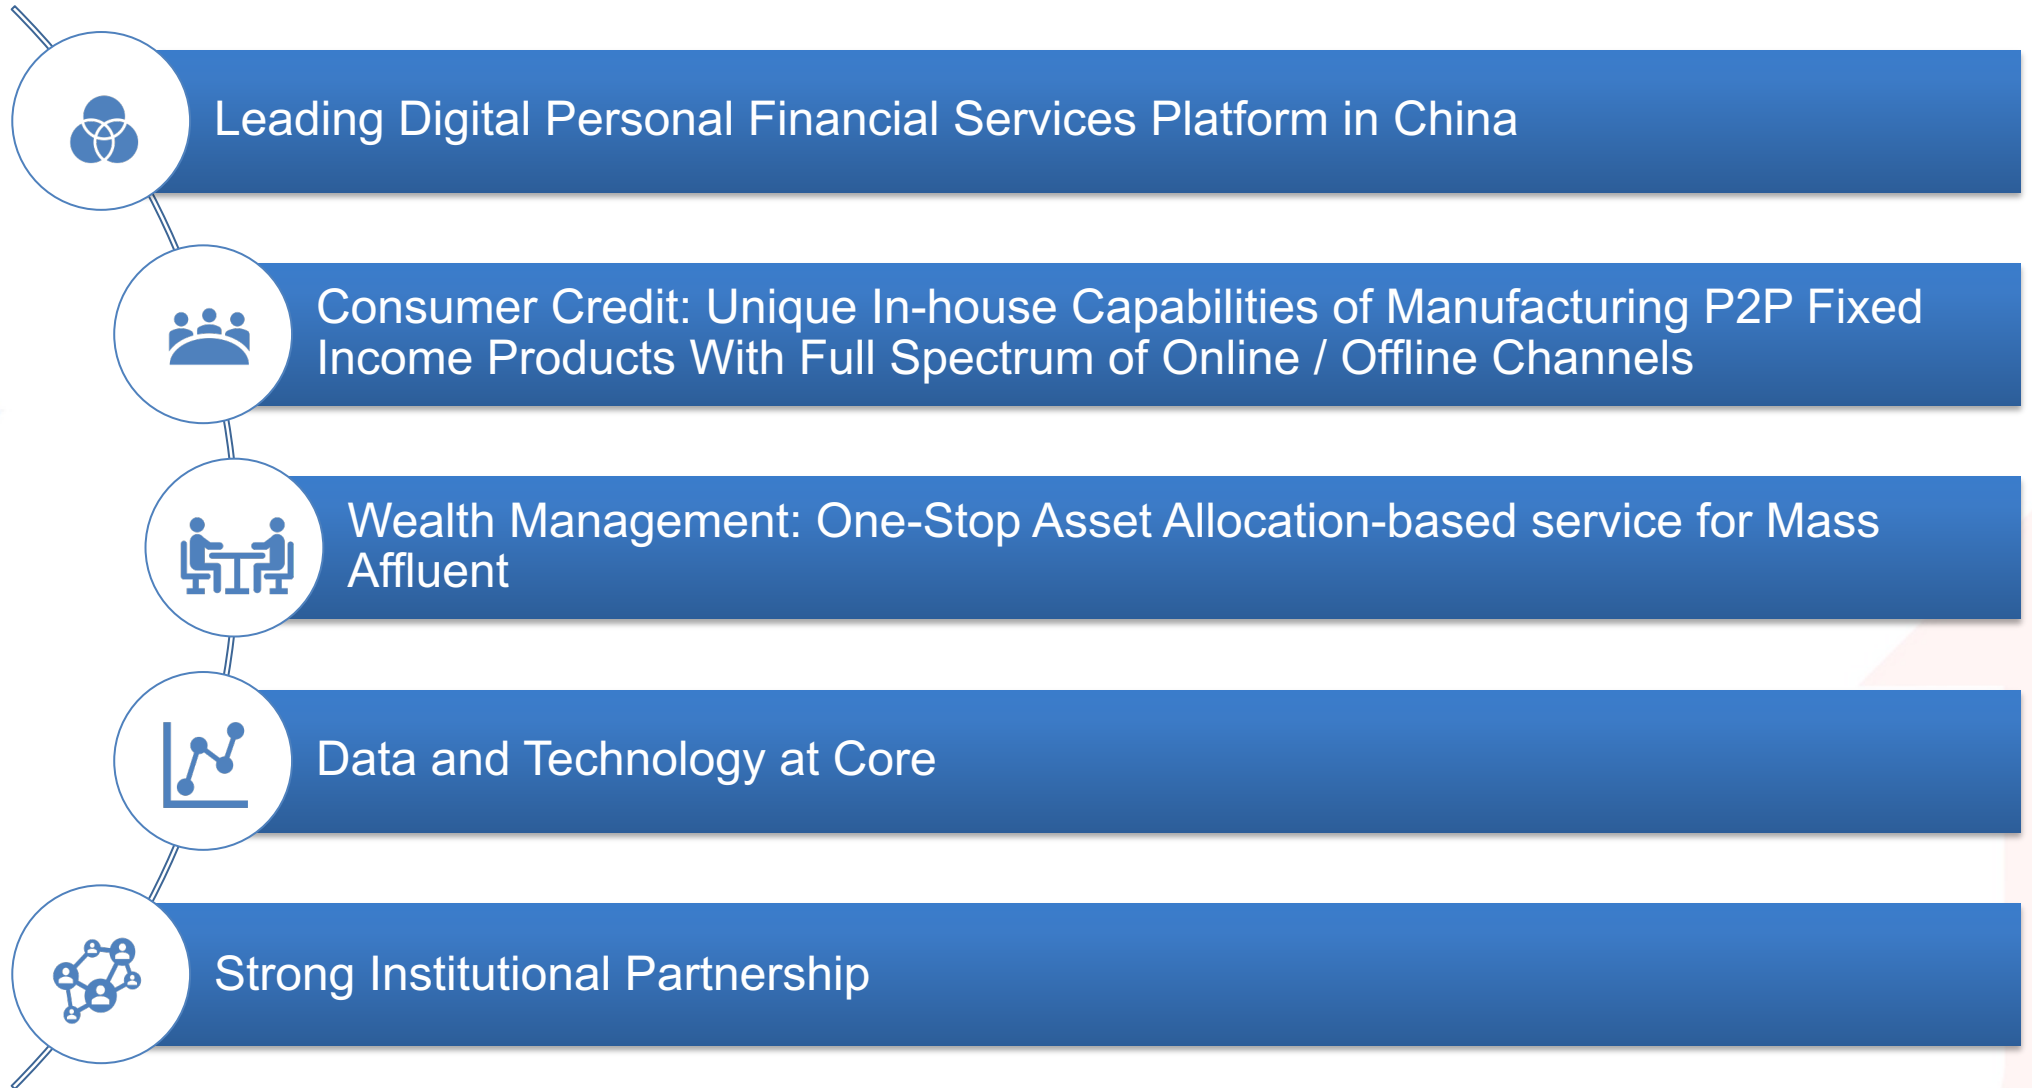 Leading Digital Personal Financial Services Platform in China
Consumer Credit: Unique In-house Capabilities of Manufacturing P2P Fixed
Income Products With Full Spectrum of Online / Offline Channels
Wealth Management: One-Stop Asset Allocation-based service for Mass
Affluent
Data and Technology at Core
Strong Institutional Partnership